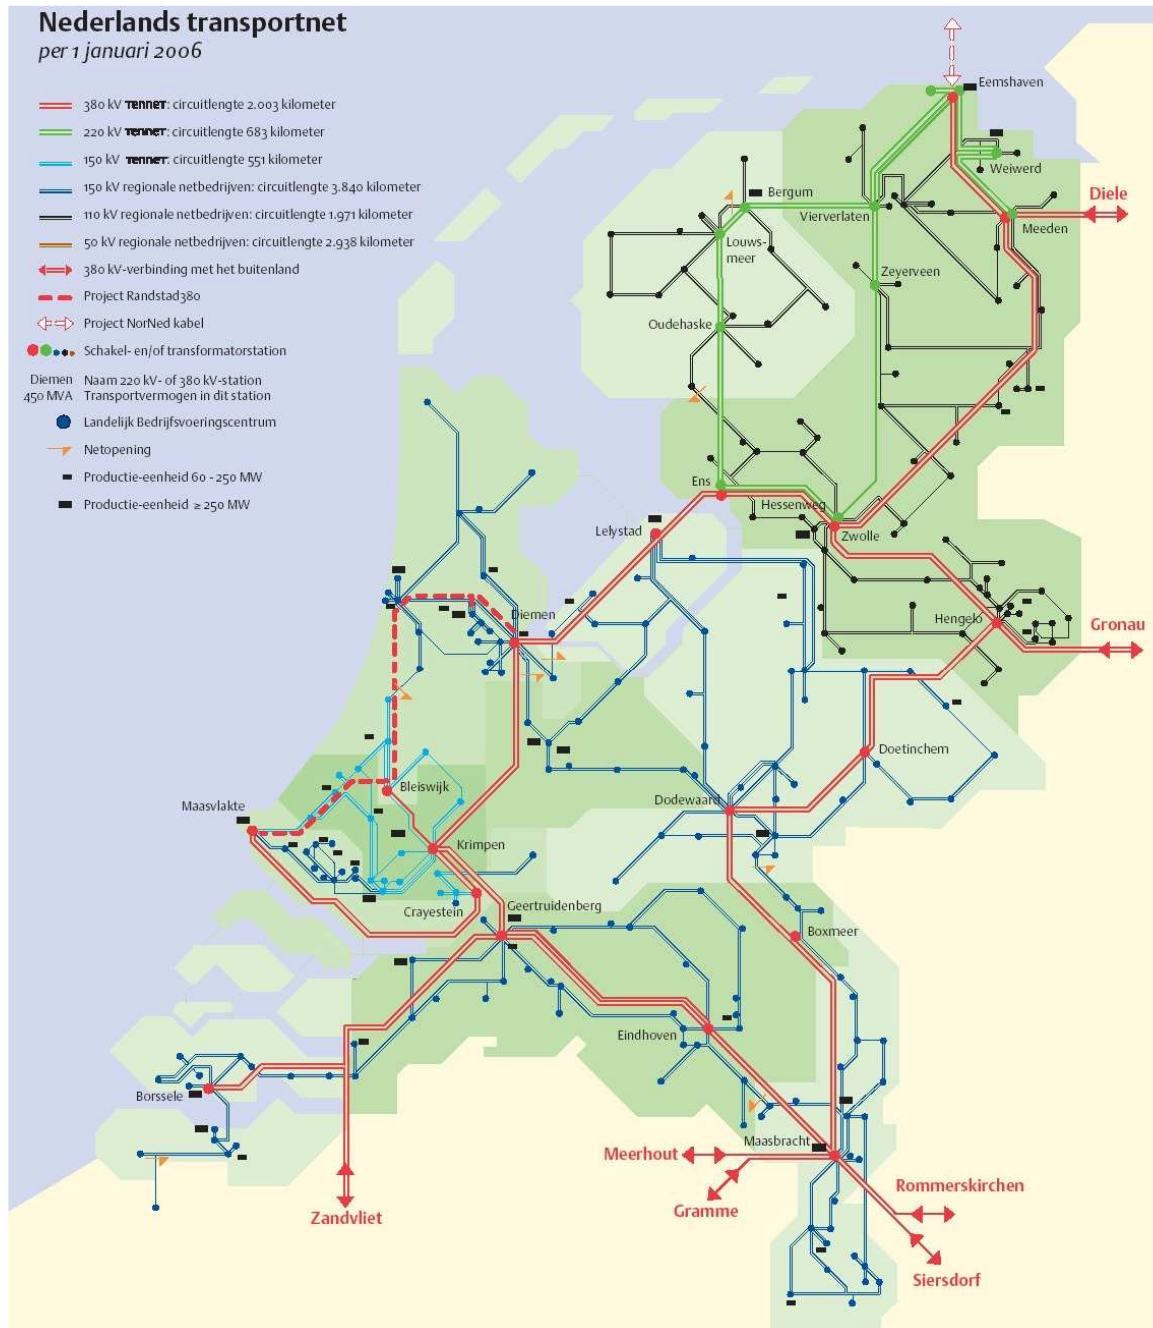 Nederlands transportnet
per 1 januari 2006
380 kV TENNET: circuitlengte 2.003 kilometer
220 kV TENNET: circuitlengte 683 kilometer
150 kV TENNET: circuitlengte 551 kilometer
150 kV regionale netbedrijven: circuitlengte 3.840 kilometer
110 kV regionale netbedrijven: circuitlengte 1.971 kilometer
50 kV regionale netbedrijven: circuitlengte 2.938 kilometer
380 kV-verbinding met het buitenland
Project Randstad380
Project NorNed kabel
Schakel- en/of transformatorstation
Diemen Naam 220 kV- of 380 kV-station
450 MVA Transportvermogen in dit station
Landelijk Bedrijfsvoeringscentrum
Netopening
Productie-eenheid 60 - 250 MW
Productie-eenheid ≥ 250 MW
Eemshaven
Weiwerd
Bergum
Vierverlaten
Diele
Meeden
Louws-
meer
Zeyerveen
Oudehaske
Ens
Hessenweg
Lelystad
Zwolle
Diemen
Hengelo
Gronau
Doetinchem
Bleiswijk
Dodewaard
Maasvlakte
Krimpen
Crayestein
Geertruidenberg
Boxmeer
Eindhoven
Borssele
Maasbracht
Meerhout
Rommerskirchen
Gramme
Zandvliet
Siersdorf